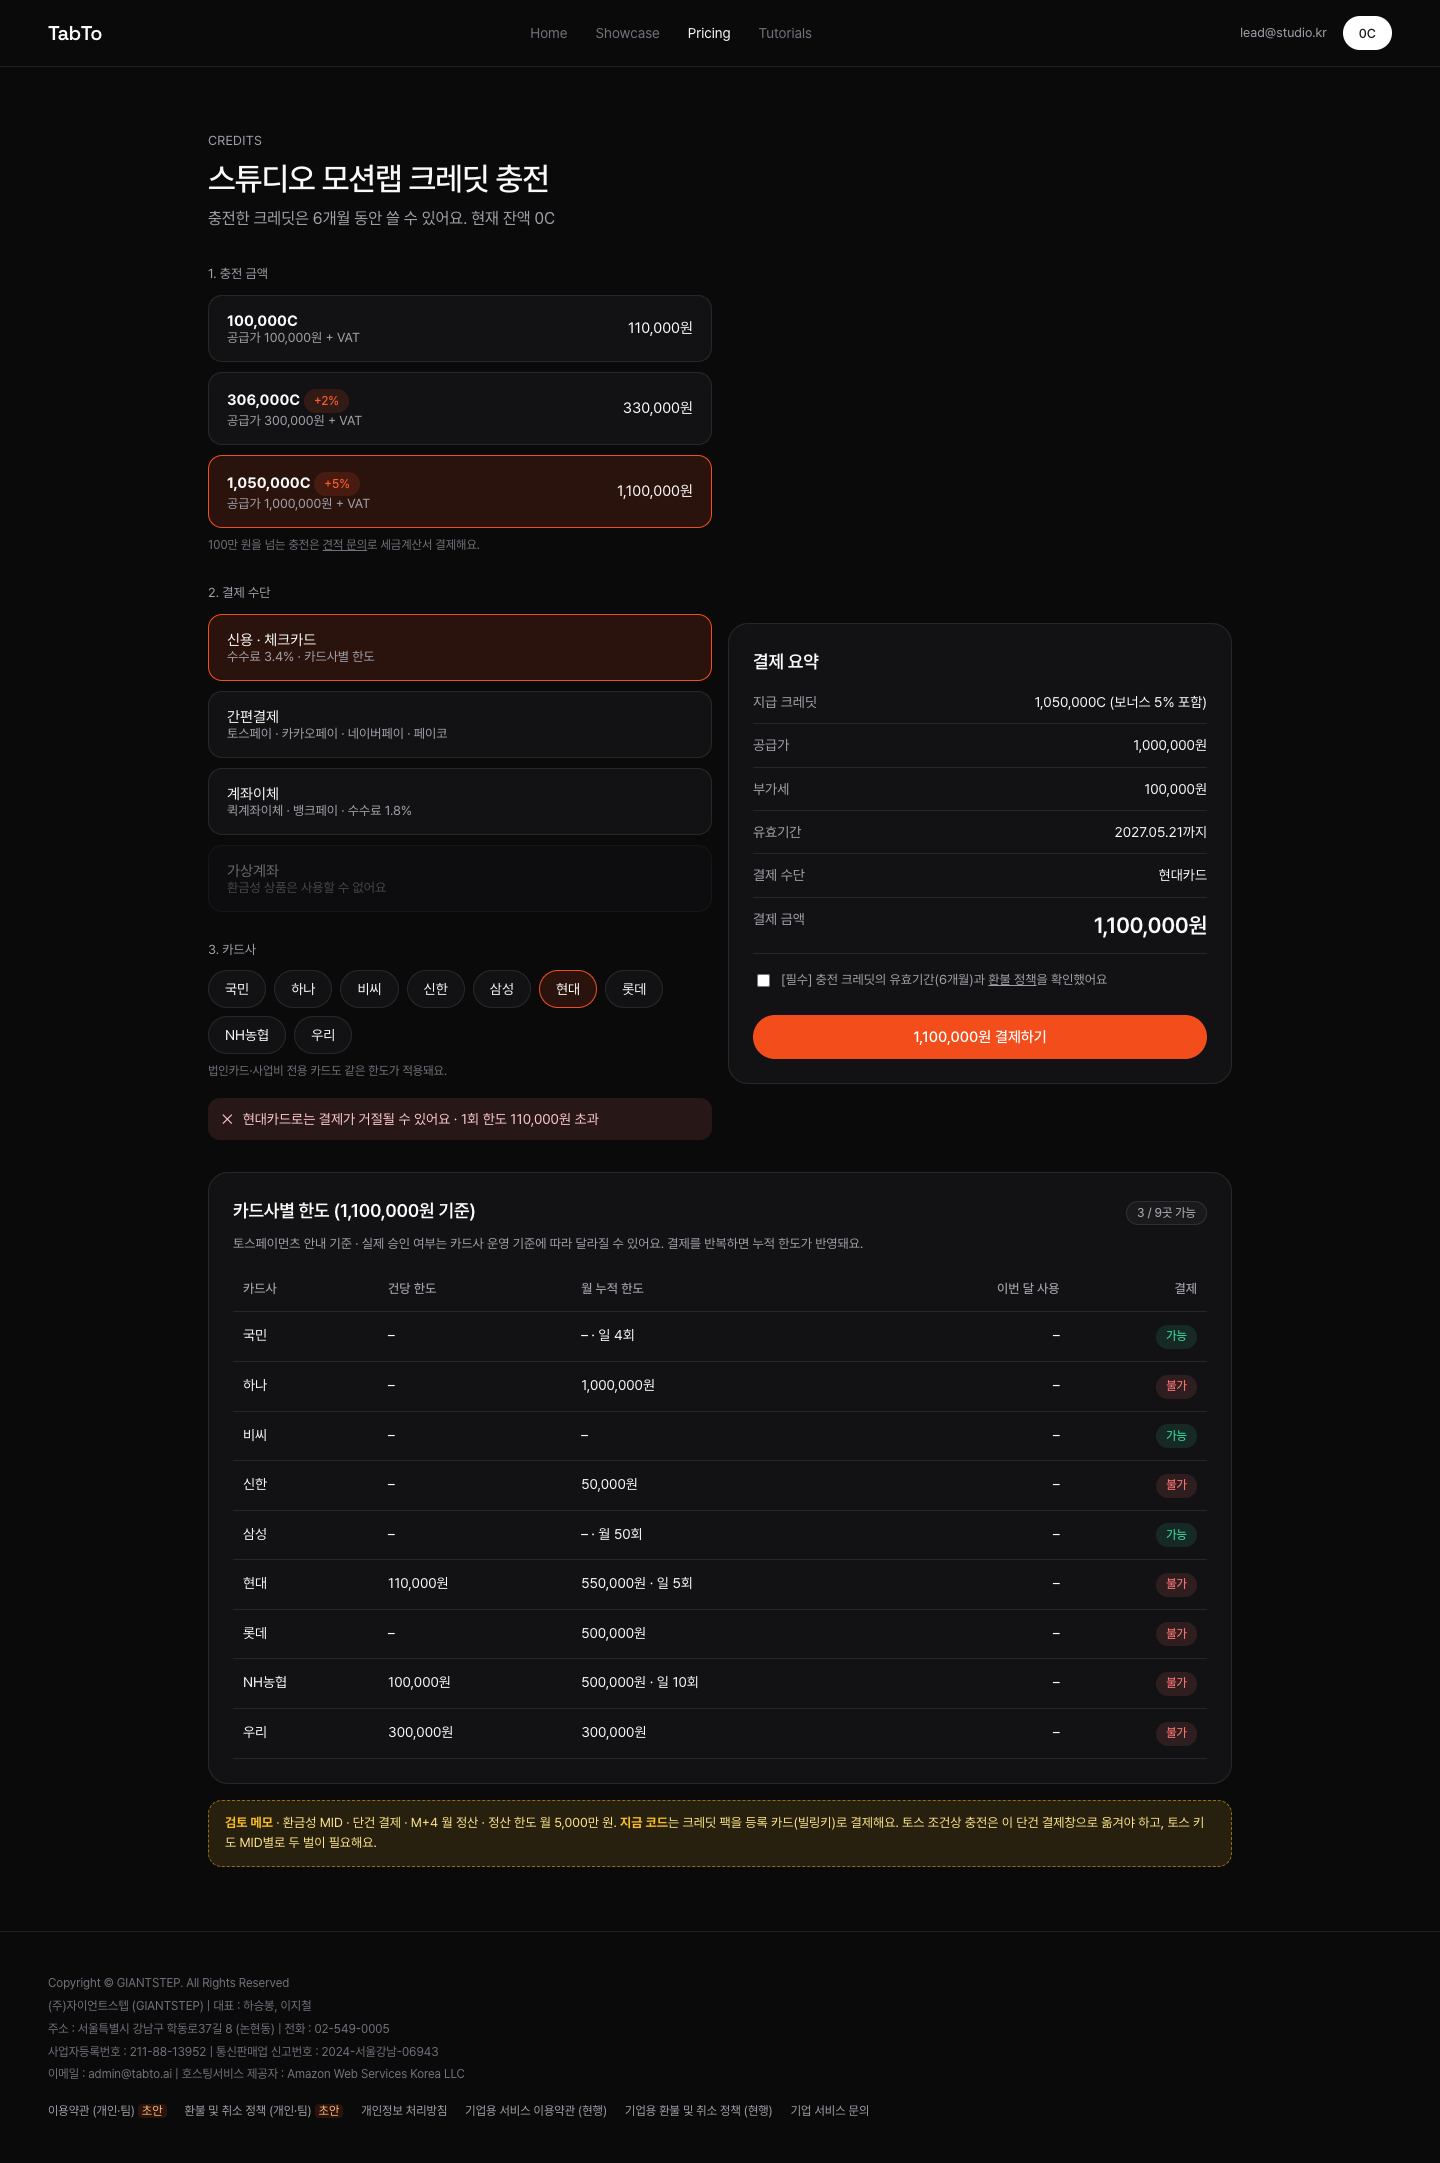 TabTo
Home Showcase Pricing Tutorials
lead@studio.kr 0C
CREDITS
스튜디오 모션랩 크레딧 충전
충전한 크레딧은 6개월 동안 쓸 수 있어요. 현재 잔액 0C
1. 충전 금액
100,000C
공급가 100,000원 + VAT
110,000원
306,000C +2%
공급가 300,000원 + VAT
330,000원
1,050,000C +5%
공급가 1,000,000원 + VAT
1,100,000원
100만 원을 넘는 충전은 견적 문의로 세금계산서 결제해요.
2. 결제 수단
신용 · 체크카드
수수료 3.4% · 카드사별 한도
간편결제
토스페이 · 카카오페이 · 네이버페이 · 페이코
계좌이체
퀵계좌이체 · 뱅크페이 · 수수료 1.8%
가상계좌
환금성 상품은 사용할 수 없어요
3. 카드사
국민 하나 비씨 신한 삼성 현대 롯데
NH농협 우리
법인카드·사업비 전용 카드도 같은 한도가 적용돼요.
✕ 현대카드로는 결제가 거절될 수 있어요 · 1회 한도 110,000원 초과
결제 요약
지급 크레딧 1,050,000C (보너스 5% 포함)
공급가 1,000,000원
부가세 100,000원
유효기간 2027.05.21까지
결제 수단 현대카드
결제 금액 1,100,000원
[필수] 충전 크레딧의 유효기간(6개월)과 환불 정책을 확인했어요
1,100,000원 결제하기
카드사별 한도 (1,100,000원 기준)
3 / 9곳 가능
토스페이먼츠 안내 기준 · 실제 승인 여부는 카드사 운영 기준에 따라 달라질 수 있어요. 결제를 반복하면 누적 한도가 반영돼요.
카드사 건당 한도 월 누적 한도 이번 달 사용 결제
국민 – – · 일 4회 – 가능
하나 – 1,000,000원 – 불가
비씨 – – – 가능
신한 – 50,000원 – 불가
삼성 – – · 월 50회 – 가능
현대 110,000원 550,000원 · 일 5회 – 불가
롯데 – 500,000원 – 불가
NH농협 100,000원 500,000원 · 일 10회 – 불가
우리 300,000원 300,000원 – 불가
검토 메모 · 환금성 MID · 단건 결제 · M+4 월 정산 · 정산 한도 월 5,000만 원. 지금 코드는 크레딧 팩을 등록 카드(빌링키)로 결제해요. 토스 조건상 충전은 이 단건 결제창으로 옮겨야 하고, 토스 키
도 MID별로 두 벌이 필요해요.
Copyright © GIANTSTEP. All Rights Reserved
(주)자이언트스텝 (GIANTSTEP) | 대표 : 하승봉, 이지철
주소 : 서울특별시 강남구 학동로37길 8 (논현동) | 전화 : 02-549-0005
사업자등록번호 : 211-88-13952 | 통신판매업 신고번호 : 2024-서울강남-06943
이메일 : admin@tabto.ai | 호스팅서비스 제공자 : Amazon Web Services Korea LLC
이용약관 (개인·팀) 초안 환불 및 취소 정책 (개인·팀) 초안 개인정보 처리방침 기업용 서비스 이용약관 (현행) 기업용 환불 및 취소 정책 (현행) 기업 서비스 문의